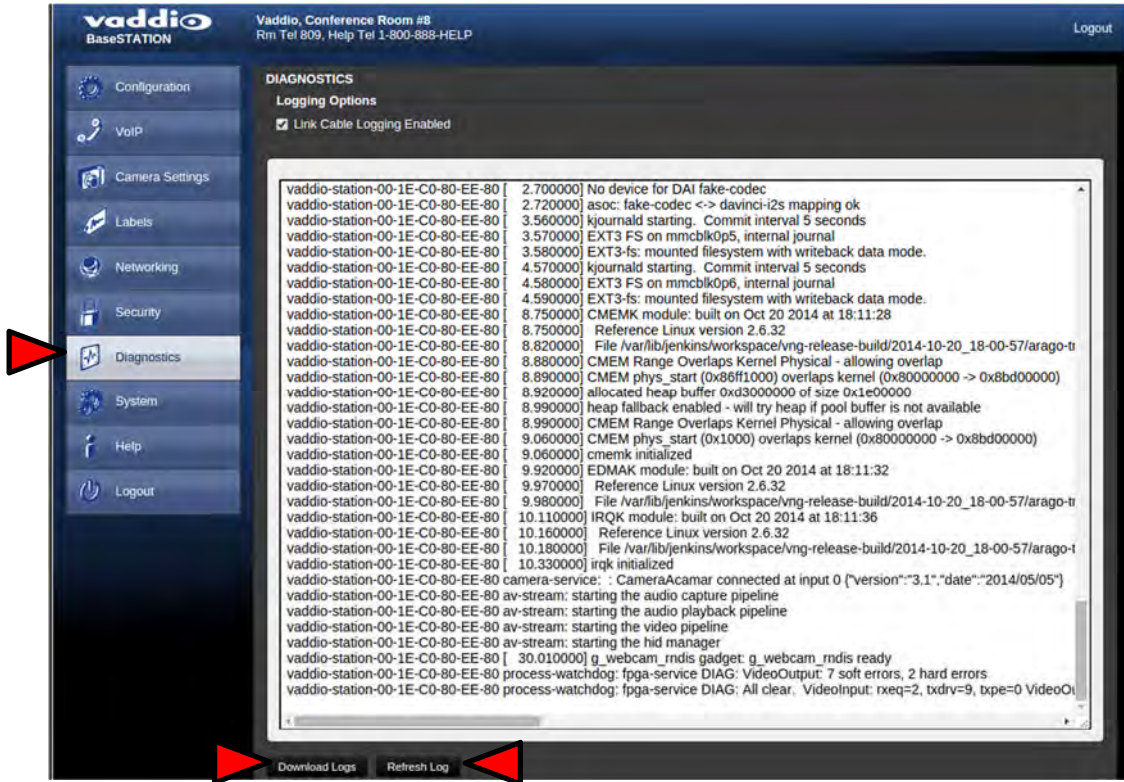 vaddio
BaseSTATION
Vaddio, Conference Room #8
Rm Tel 809, Help Tel 1-800-888-HELP
Logout
Configuration
VoIP
Camera Settings
Labels
Networking
Security
Diagnostics
System
Help
Logout
DIAGNOSTICS
Logging Options
Link Cable Logging Enabled
vaddio-station-00-1E-C0-80-EE-80 [ 2.700000] No device for DAI fake-codec
vaddio-station-00-1E-C0-80-EE-80 [ 2.720000] asoc: fake-codec <-> davinci-i2s mapping ok
vaddio-station-00-1E-C0-80-EE-80 [ 3.560000] kjournald starting. Commit interval 5 seconds
vaddio-station-00-1E-C0-80-EE-80 [ 3.570000] EXT3 FS on mmcblk0p5, internal journal
vaddio-station-00-1E-C0-80-EE-80 [ 3.580000] EXT3-fs: mounted filesystem with writeback data mode.
vaddio-station-00-1E-C0-80-EE-80 [ 4.570000] kjournald starting. Commit interval 5 seconds
vaddio-station-00-1E-C0-80-EE-80 [ 4.580000] EXT3 FS on mmcblk0p6, internal journal
vaddio-station-00-1E-C0-80-EE-80 [ 4.590000] EXT3-fs: mounted filesystem with writeback data mode.
vaddio-station-00-1E-C0-80-EE-80 [ 8.750000] CMEMK module: built on Oct 20 2014 at 18:11:28
vaddio-station-00-1E-C0-80-EE-80 [ 8.750000] Reference Linux version 2.6.32
vaddio-station-00-1E-C0-80-EE-80 [ 8.820000] File /var/lib/jenkins/workspace/vng-release-build/2014-10-20_18-00-57/arago-tr
vaddio-station-00-1E-C0-80-EE-80 [ 8.880000] CMEM Range Overlaps Kernel Physical - allowing overlap
vaddio-station-00-1E-C0-80-EE-80 [ 8.890000] CMEM phys_start (0x86ff1000) overlaps kernel (0x80000000 -> 0x8bd00000)
vaddio-station-00-1E-C0-80-EE-80 [ 8.920000] allocated heap buffer 0xd3000000 of size 0x1e00000
vaddio-station-00-1E-C0-80-EE-80 [ 8.990000] heap fallback enabled - will try heap if pool buffer is not available
vaddio-station-00-1E-C0-80-EE-80 [ 8.990000] CMEM Range Overlaps Kernel Physical - allowing overlap
vaddio-station-00-1E-C0-80-EE-80 [ 9.060000] CMEM phys_start (0x1000) overlaps kernel (0x80000000 -> 0x8bd00000)
vaddio-station-00-1E-C0-80-EE-80 [ 9.060000] cmemk initialized
vaddio-station-00-1E-C0-80-EE-80 [ 9.920000] EDMAK module: built on Oct 20 2014 at 18:11:32
vaddio-station-00-1E-C0-80-EE-80 [ 9.970000] Reference Linux version 2.6.32
vaddio-station-00-1E-C0-80-EE-80 [ 9.980000] File /var/lib/jenkins/workspace/vng-release-build/2014-10-20_18-00-57/arago-tr
vaddio-station-00-1E-C0-80-EE-80 [ 10.110000] IRQK module: built on Oct 20 2014 at 18:11:36
vaddio-station-00-1E-C0-80-EE-80 [ 10.160000] Reference Linux version 2.6.32
vaddio-station-00-1E-C0-80-EE-80 [ 10.180000] File /var/lib/jenkins/workspace/vng-release-build/2014-10-20_18-00-57/arago-t
vaddio-station-00-1E-C0-80-EE-80 [ 10.330000] irqk initialized
vaddio-station-00-1E-C0-80-EE-80 camera-service: : CameraAcamar connected at input 0 {"version":"3,1","date":"2014/05/05"}
vaddio-station-00-1E-C0-80-EE-80 av-stream: starting the audio capture pipeline
vaddio-station-00-1E-C0-80-EE-80 av-stream: starting the audio playback pipeline
vaddio-station-00-1E-C0-80-EE-80 av-stream: starting the video pipeline
vaddio-station-00-1E-C0-80-EE-80 av-stream: starting the hid manager
vaddio-station-00-1E-C0-80-EE-80 [ 30.010000] g_webcam_rndis gadget: g_webcam_rndis ready
vaddio-station-00-1E-C0-80-EE-80 process-watchdog: fpga-service DIAG: VideoOutput: 7 soft errors, 2 hard errors
vaddio-station-00-1E-C0-80-EE-80 process-watchdog: fpga-service DIAG: All clear. VideoInput: rxeq=2, txdrv=9, txpe=0 VideoOu
Download Logs
Refresh Log